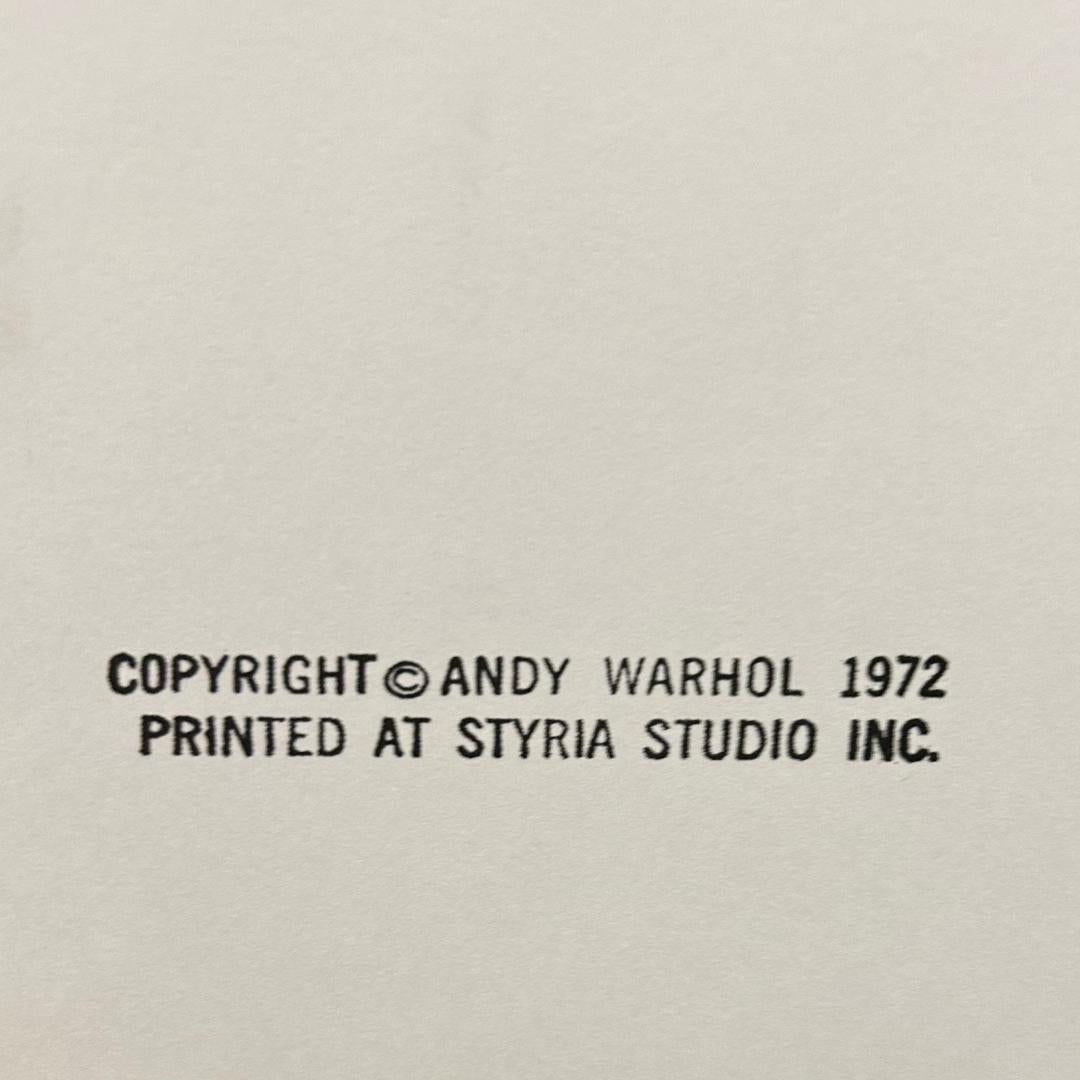 COPYRIGHT © ANDY WARHOL 1972
PRINTED AT STYRIA STUDIO INC.